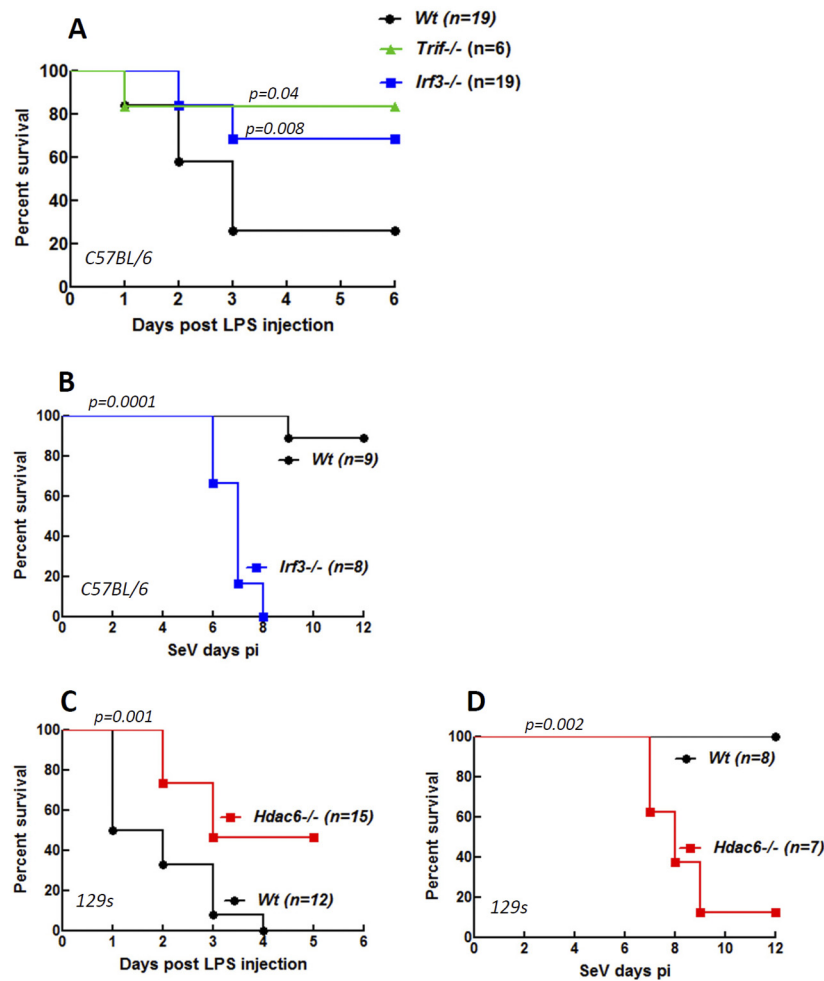 A
Wt (n=19)
Trif-/- (n=6)
Irf3-/- (n=19)
Percent survival
100
80
60
40
20
0
p=0.04
p=0.008
C57BL/6
0 1 2 3 4 5 6
Days post LPS injection
B
p=0.0001
Percent survival
100
80
60
40
20
0
Wt (n=9)
Irf3-/- (n=8)
C57BL/6
0 2 4 6 8 10 12
SeV days pi
C
p=0.001
Percent survival
100
80
60
40
20
0
Hdac6-/- (n=15)
Wt (n=12)
129s
1 2 3 4 5 6
Days post LPS injection
D
p=0.002
Percent survival
100
80
60
40
20
Wt (n=8)
Hdac6-/- (n=7)
129s
0 2 4 6 8 10 12
SeV days pi